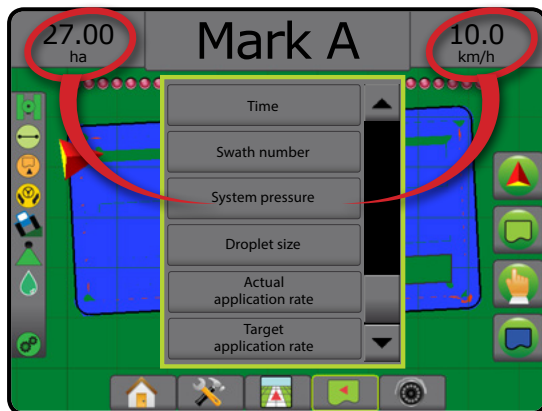 27.00
ha
Mark A
10.0
km/h
Time
Swath number
System pressure
Droplet size
Actual
application rate
Target
application rate